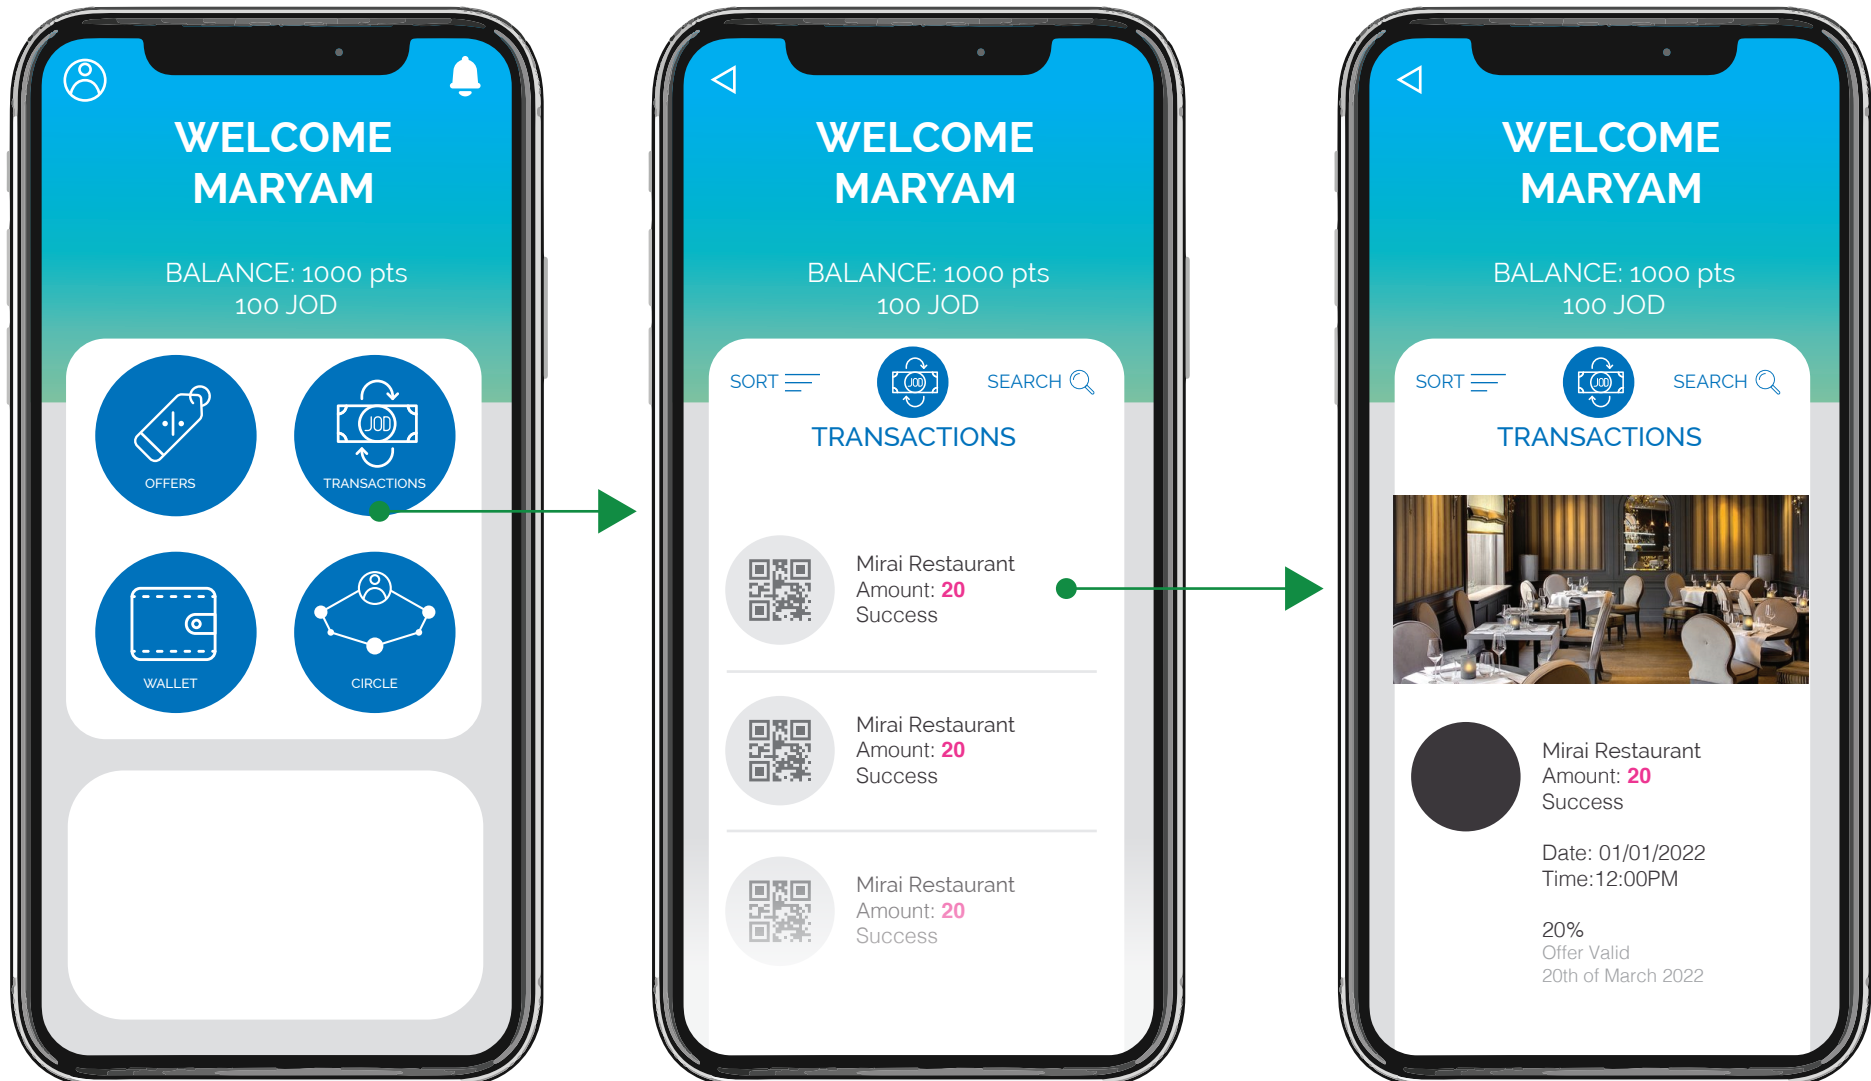 WELCOME
MARYAM
BALANCE: 1000 pts
100 JOD
OFFERS
JOD
TRANSACTIONS
WALLET
CIRCLE
WELCOME
MARYAM
BALANCE: 1000 pts
100 JOD
SORT
JOD
SEARCH
TRANSACTIONS
Mirai Restaurant
Amount: 20
Success
Mirai Restaurant
Amount: 20
Success
Mirai Restaurant
Amount: 20
Success
WELCOME
MARYAM
BALANCE: 1000 pts
100 JOD
SORT
JOD
SEARCH
TRANSACTIONS
Mirai Restaurant
Amount: 20
Success
Date: 01/01/2022
Time:12:00PM
20%
Offer Valid
20th of March 2022